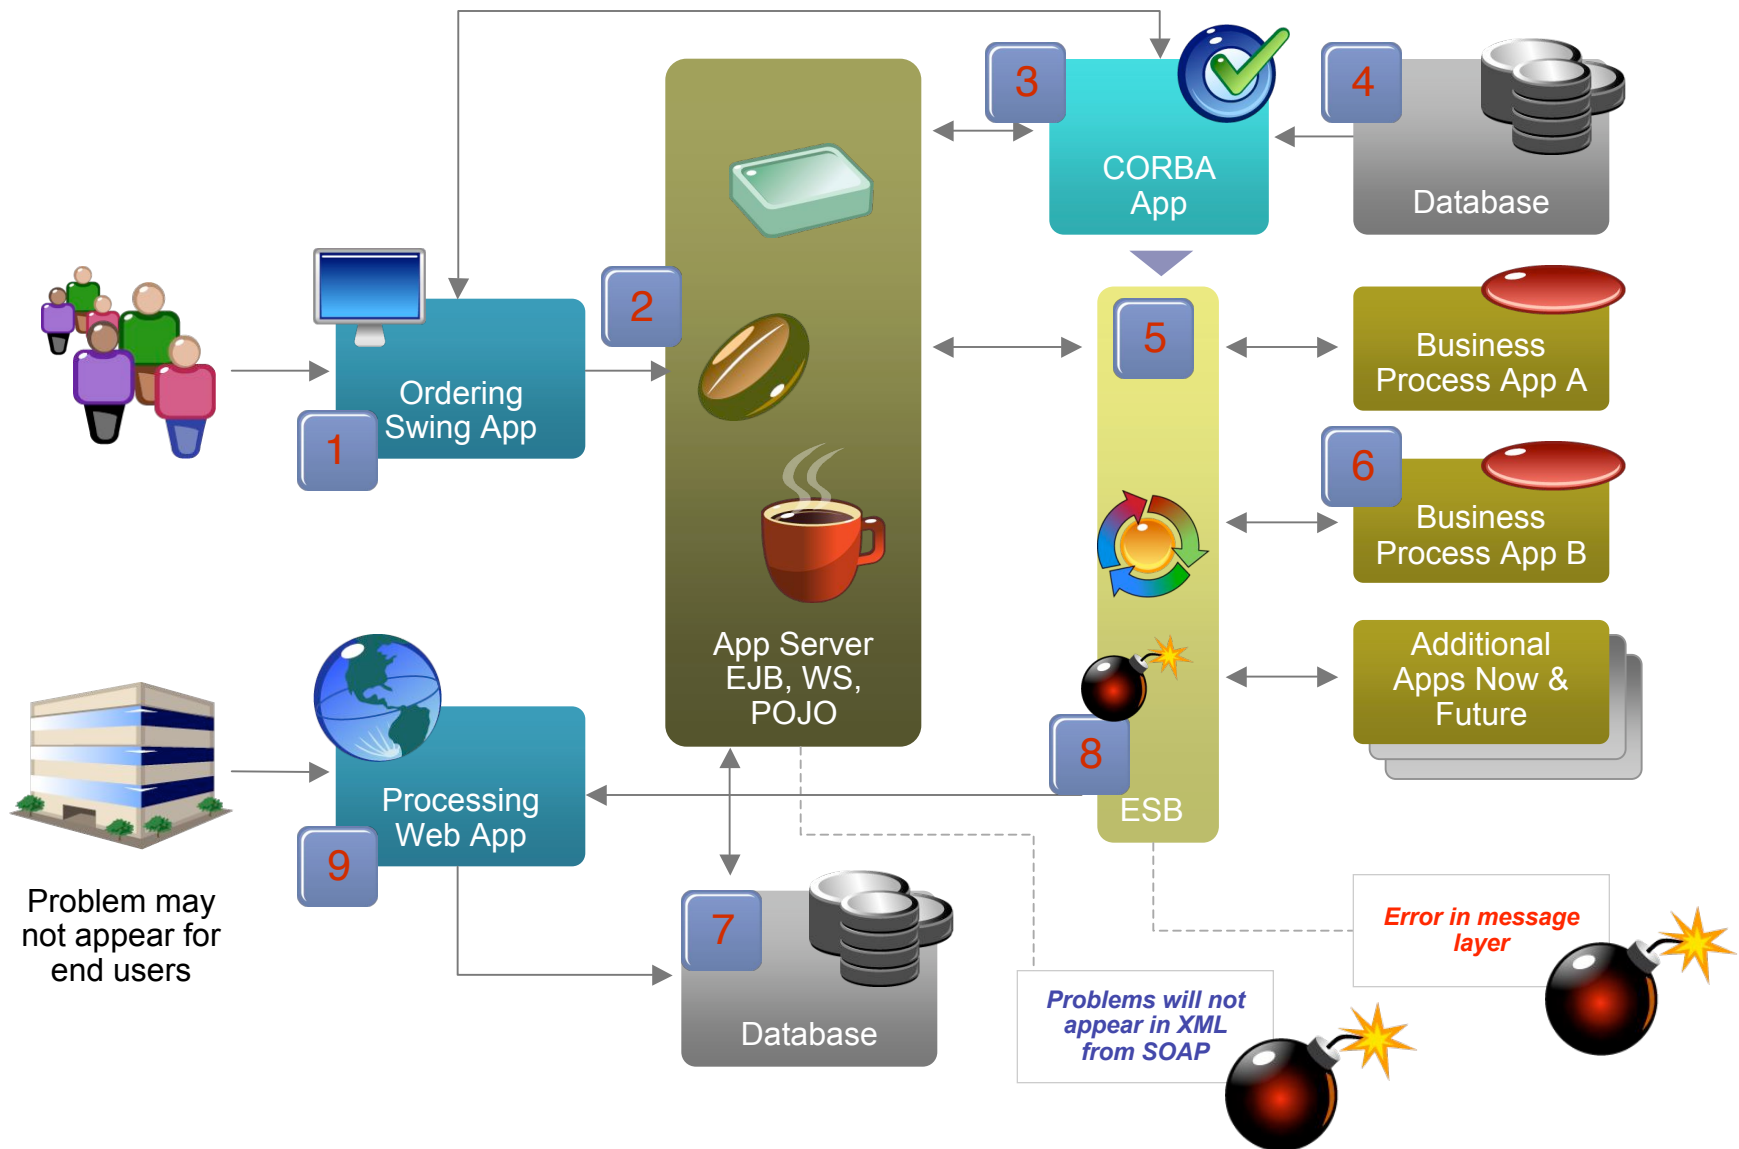 3
4
CORBA
App
Database
2
5
Ordering
Swing App
1
Business
Process App A
6
Business
Process App B
App Server
EJB, WS,
POJO
Additional
Apps Now &
Future
8
Processing
Web App
ESB
9
Problem may
not appear for
end users
7
Database
Error in message
layer
Problems will not
appear in XML
from SOAP